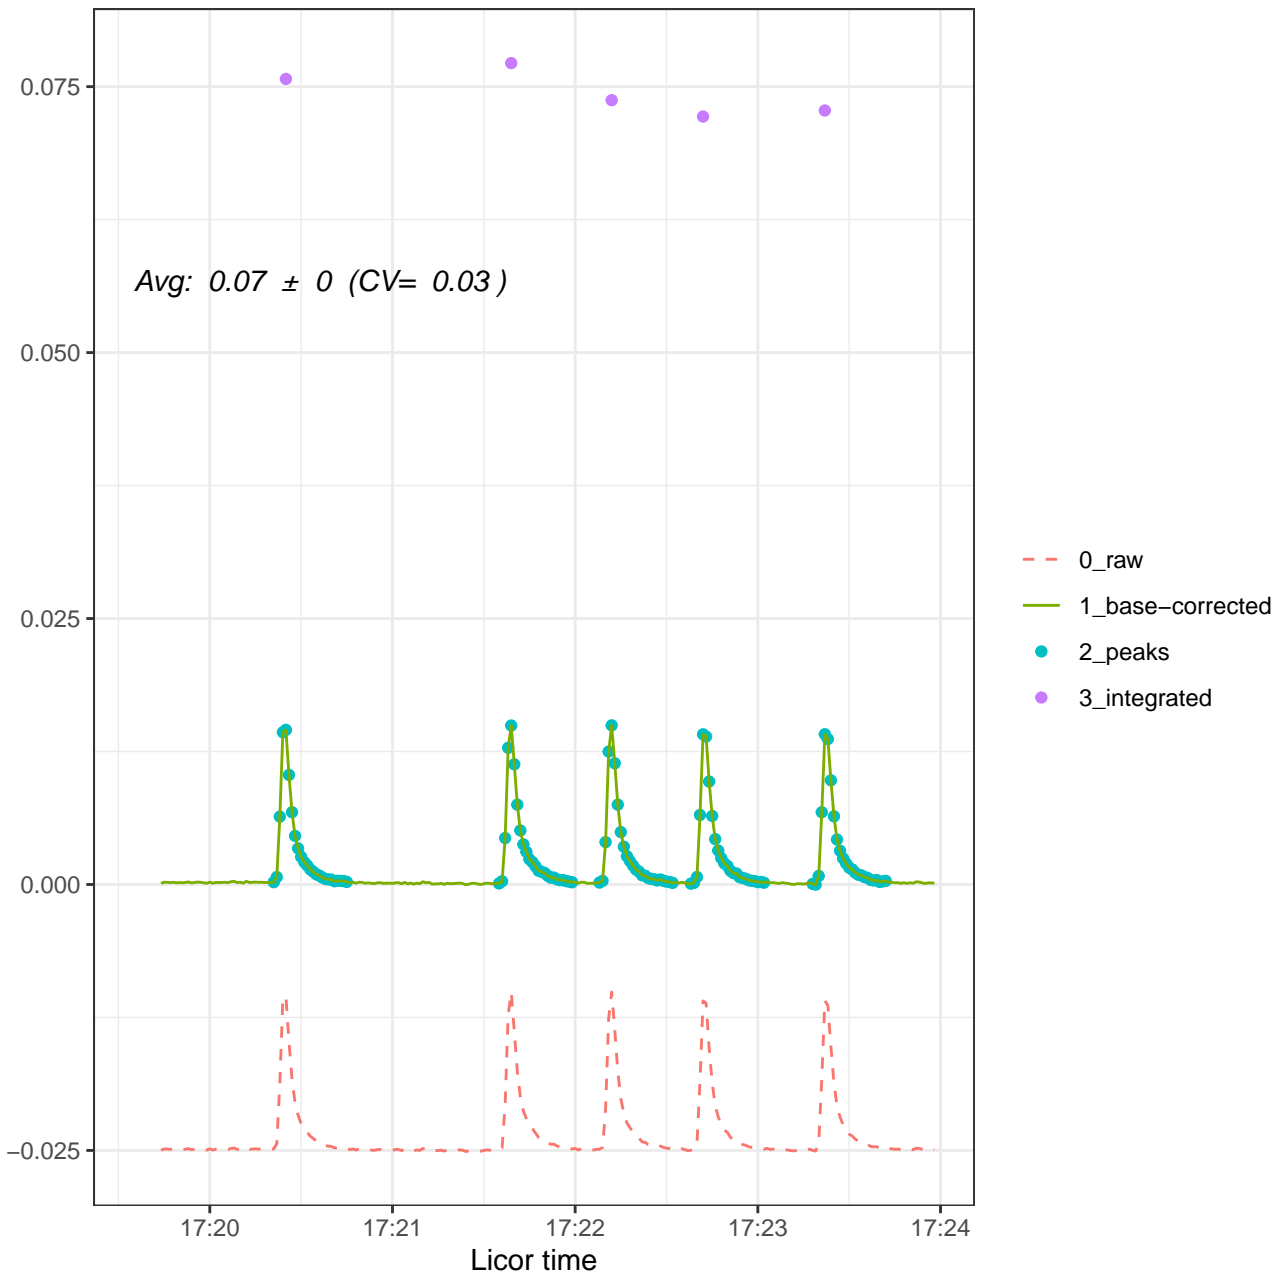 0.075
Avg: 0.07 ± 0 (CV= 0.03 )
0.050
0.025
0.000
−0.025
17:20 17:21 17:22 17:23 17:24
Licor time
0_raw
1_base−corrected
2_peaks
3_integrated